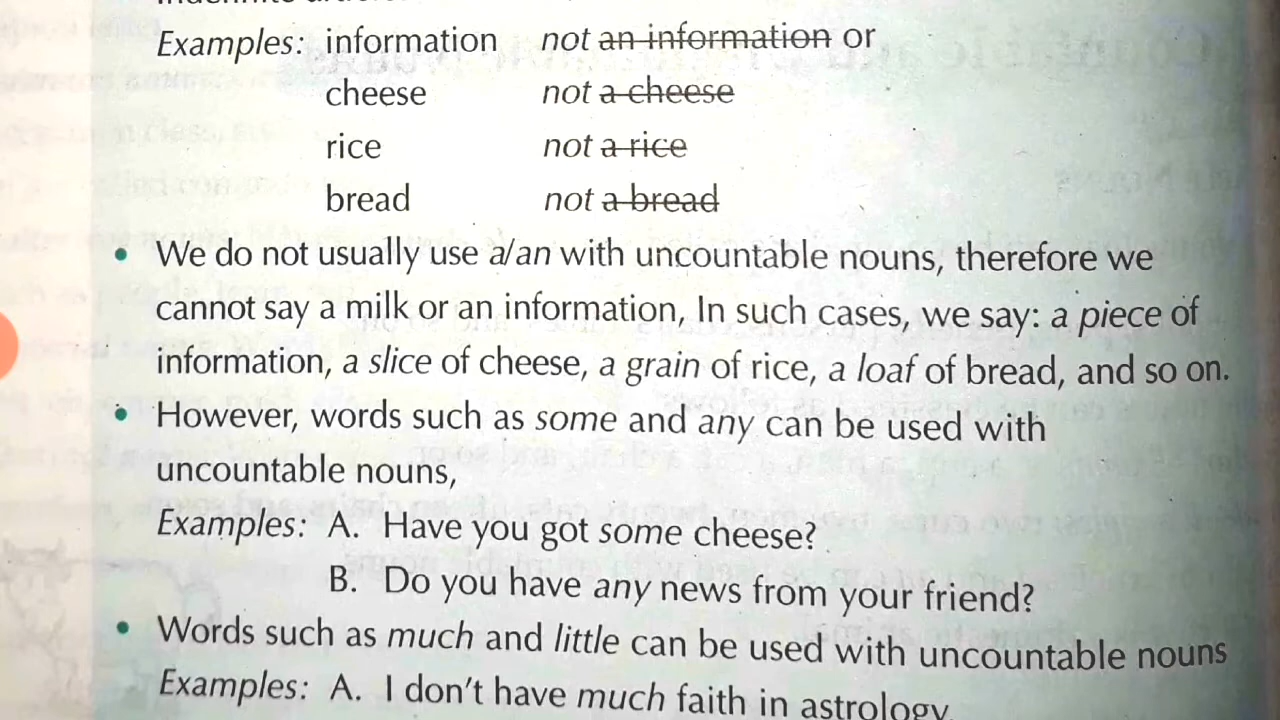 Examples: information not an information or
cheese not a cheese
rice not a rice
bread not a bread
• We do not usually use a/an with uncountable nouns, therefore we
cannot say a milk or an information, In such cases, we say: a piece of
information, a slice of cheese, a grain of rice, a loaf of bread, and so on.
• However, words such as some and any can be used with
uncountable nouns,
Examples: A. Have you got some cheese?
B. Do you have any news from your friend?
• Words such as much and little can be used with uncountable nouns
Examples: A. I don't have much faith in astrology.